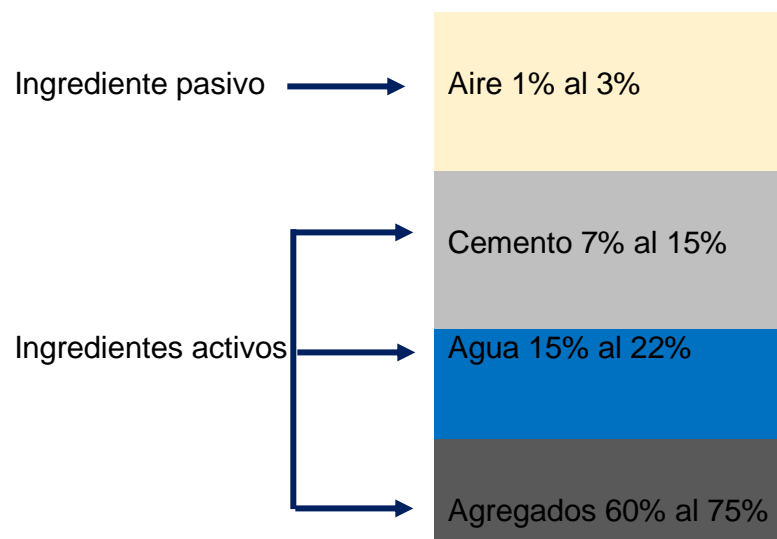 Ingrediente pasivo
Aire 1% al 3%
Cemento 7% al 15%
Ingredientes activos
Agua 15% al 22%
Agregados 60% al 75%